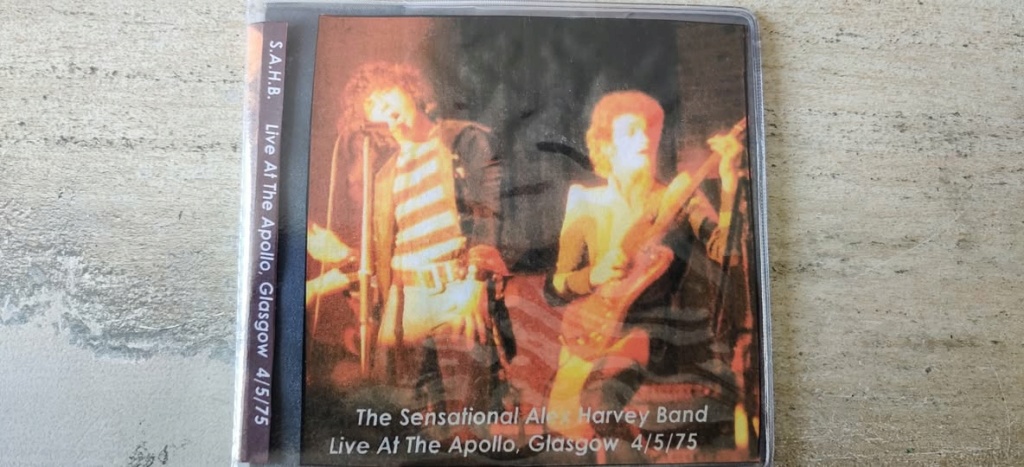 S.A.H.B. Live At The Apollo, Glasgow 4/5/75
The Sensational Alex Harvey Band
Live At The Apollo, Glasgow 4/5/75